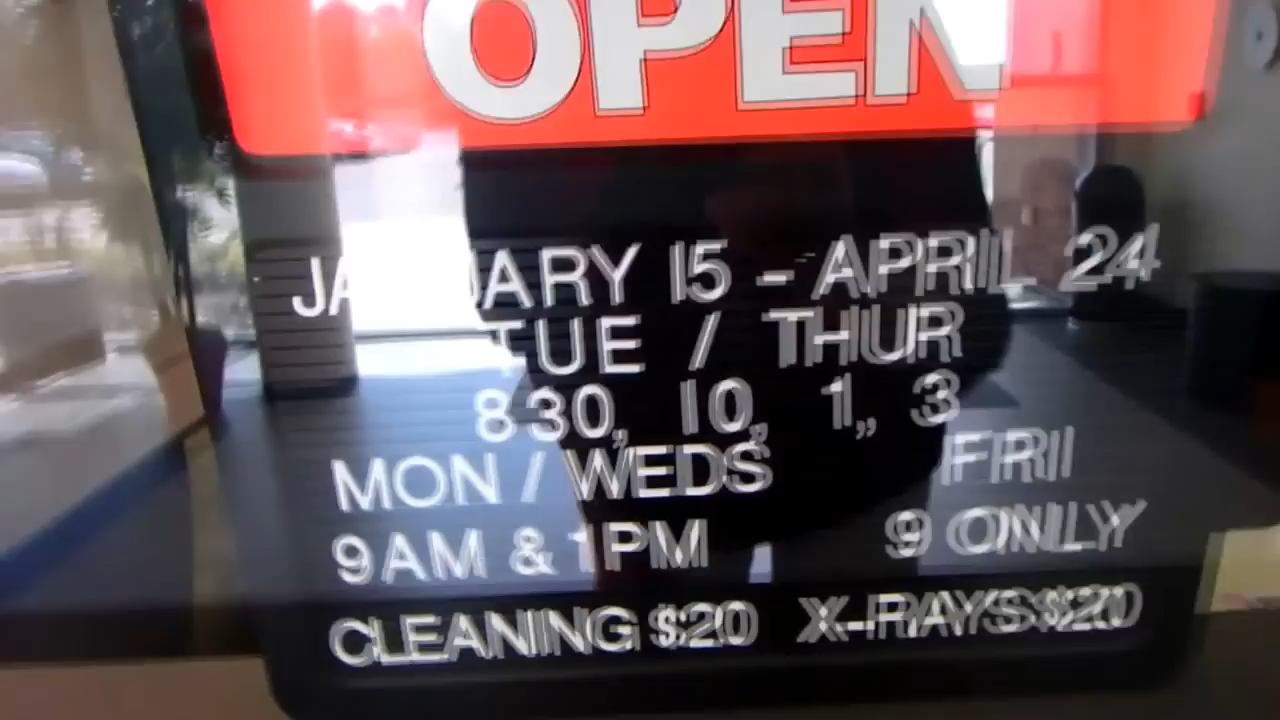 OPEN
JANUARY 15 - APRIL 24
TUE / THUR
830, 10, 1, 3
MON / WEDS FRI
9AM & 1PM 9 ONLY
CLEANING $20 X-RAYS $20